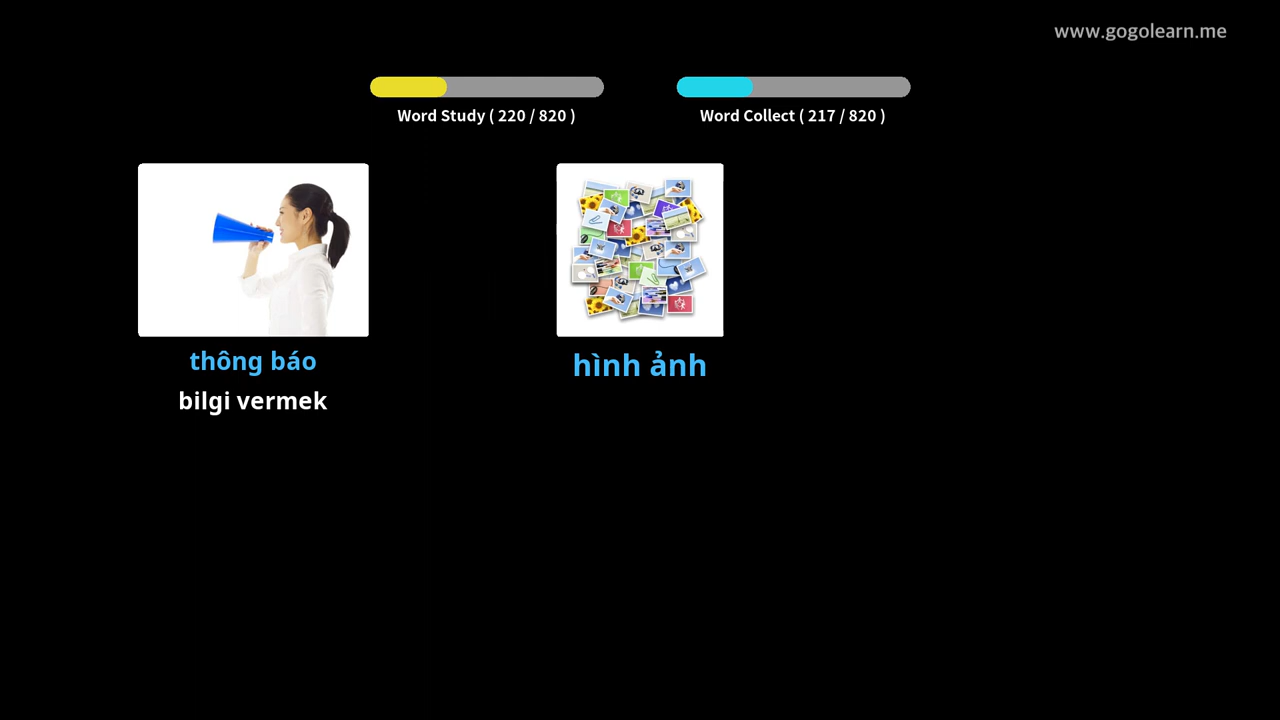 www.gogolearn.me
Word Study ( 220 / 820 )
Word Collect ( 217 / 820 )
thông báo
bilgi vermek
hình ảnh